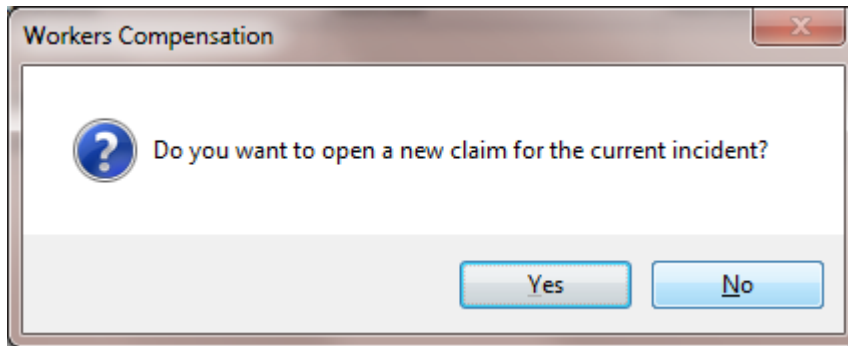 Workers Compensation
Do you want to open a new claim for the current incident?
Yes
No